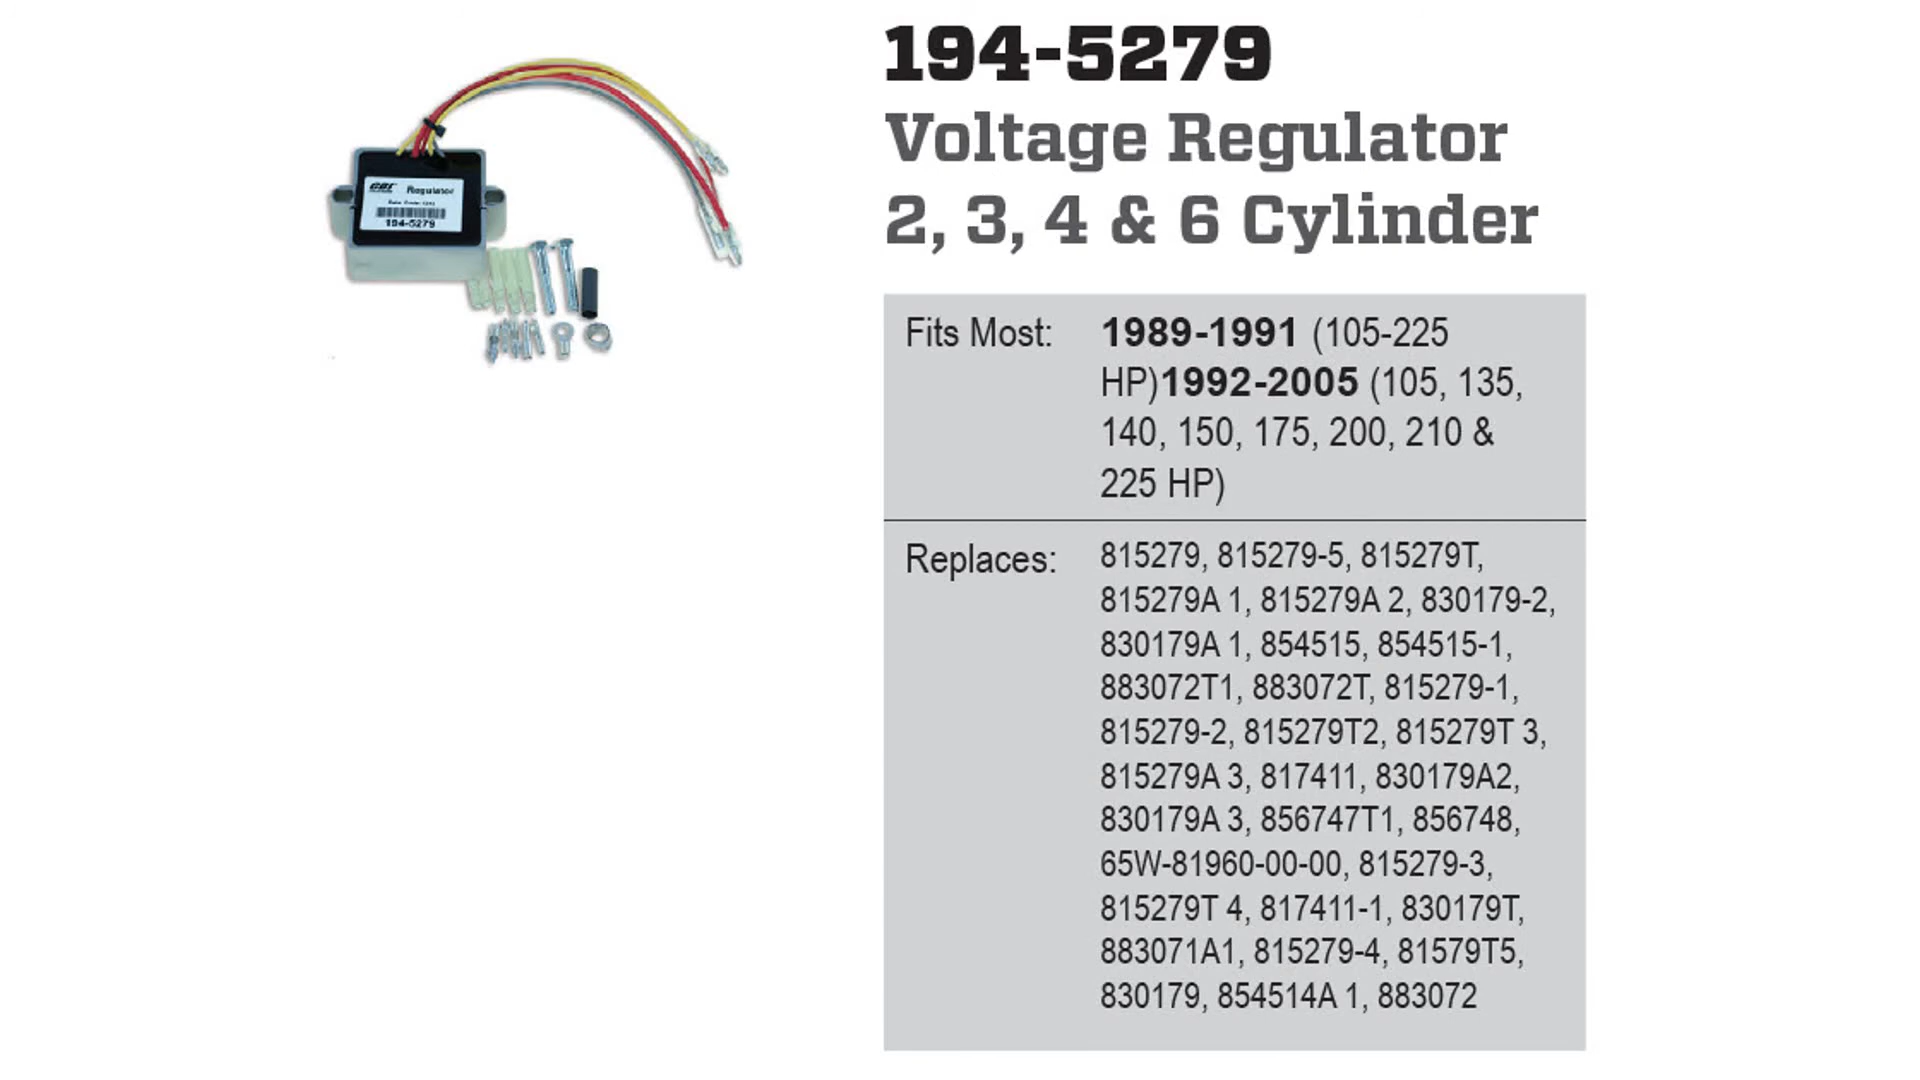 194-5279
Voltage Regulator
2, 3, 4 & 6 Cylinder
Regulator
194-5279
Fits Most: 1989-1991 (105-225
HP)1992-2005 (105, 135,
140, 150, 175, 200, 210 &
225 HP)
Replaces: 815279, 815279-5, 815279T,
815279A 1, 815279A 2, 830179-2,
830179A 1, 854515, 854515-1,
883072T1, 883072T, 815279-1,
815279-2, 815279T2, 815279T 3,
815279A 3, 817411, 830179A2,
830179A 3, 856747T1, 856748,
65W-81960-00-00, 815279-3,
815279T 4, 817411-1, 830179T,
883071A1, 815279-4, 81579T5,
830179, 854514A 1, 883072